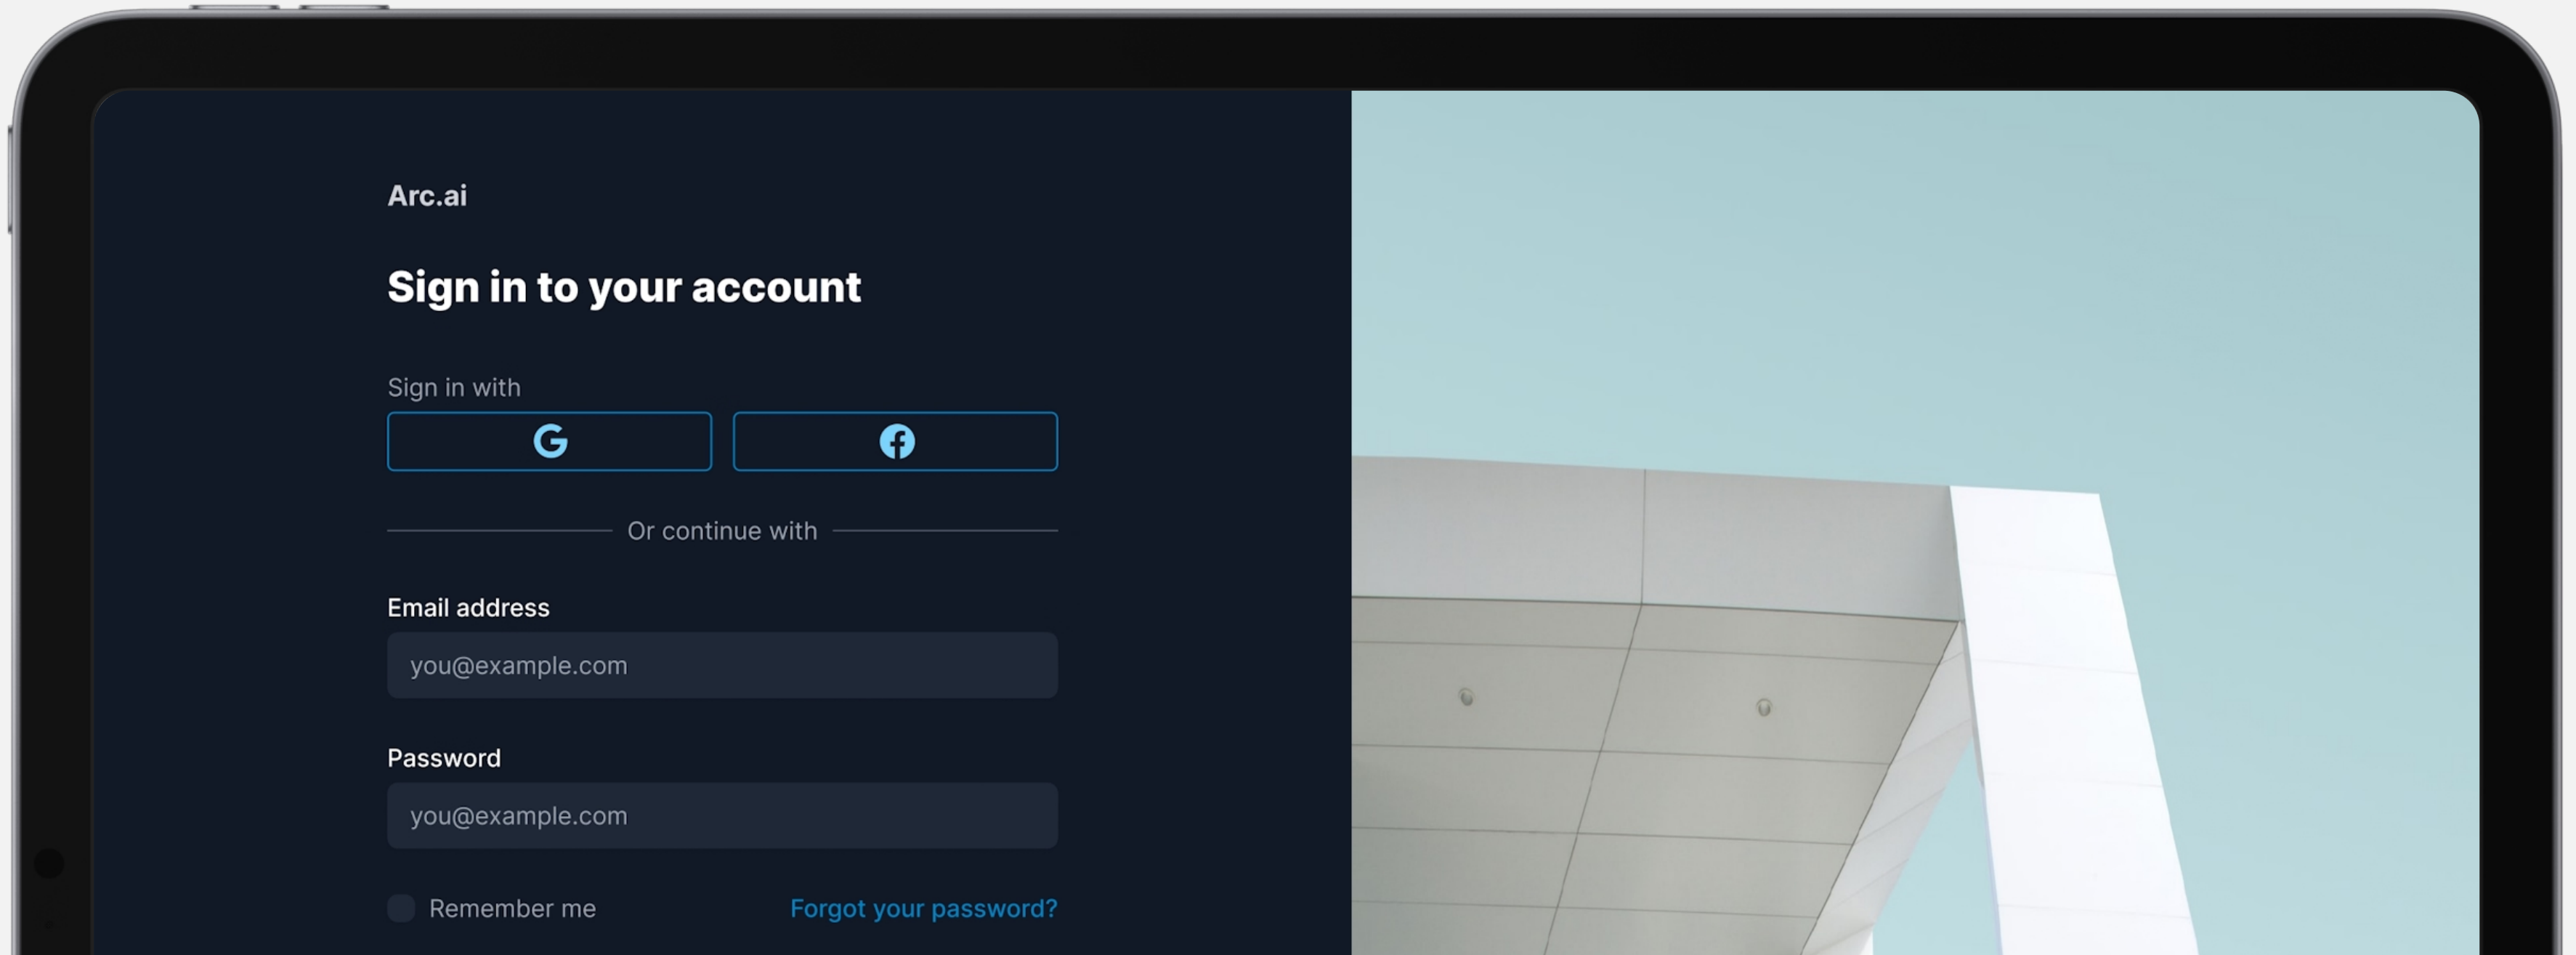 Arc.ai
Sign in to your account
Sign in with
Or continue with
Email address
you@example.com
Password
you@example.com
Remember me
Forgot your password?